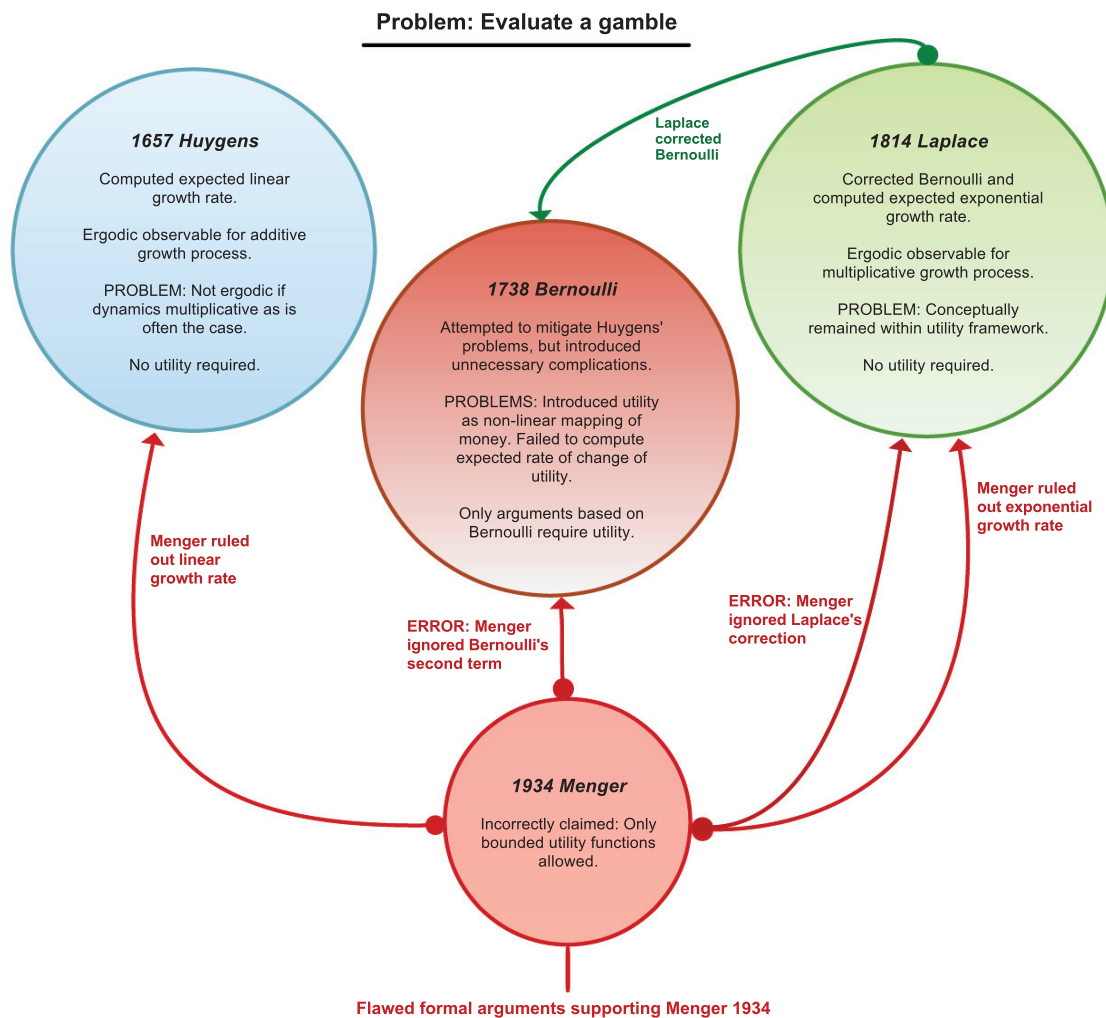 Problem: Evaluate a gamble
1657 Huygens
Computed expected linear
growth rate.
Ergodic observable for additive
growth process.
PROBLEM: Not ergodic if
dynamics multiplicative as is
often the case.
No utility required.
Laplace
corrected
Bernoulli
1814 Laplace
Corrected Bernoulli and
computed expected exponential
growth rate.
Ergodic observable for
multiplicative growth process.
PROBLEM: Conceptually
remained within utility framework.
No utility required.
1738 Bernoulli
Attempted to mitigate Huygens'
problems, but introduced
unnecessary complications.
PROBLEMS: Introduced utility
as non-linear mapping of
money. Failed to compute
expected rate of change of
utility.
Only arguments based on
Bernoulli require utility.
Menger ruled
out linear
growth rate
ERROR: Menger
ignored Bernoulli's
second term
ERROR: Menger
ignored Laplace's
correction
Menger ruled
out exponential
growth rate
1934 Menger
Incorrectly claimed: Only
bounded utility functions
allowed.
Flawed formal arguments supporting Menger 1934